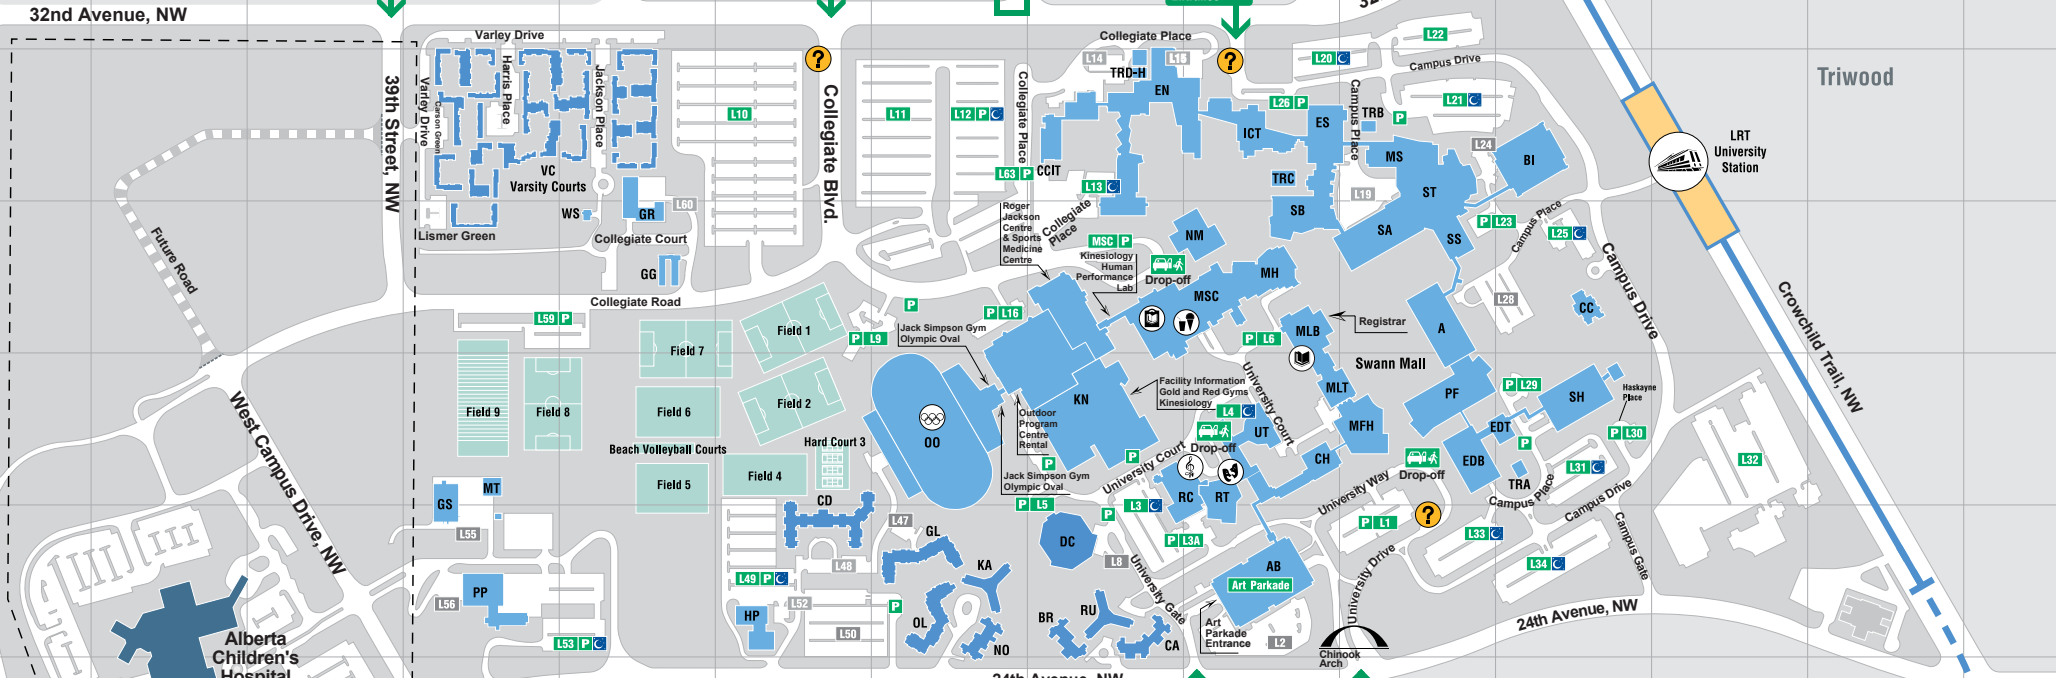 32nd Avenue, NW
39th Street, NW
Varley Drive
Varley Drive
Harris Place
Carson Green
Jackson Place
VC
Varsity Courts
WS
GR
L60
Lismer Green
Collegiate Court
GG
Collegiate Road
Future Road
L10
?
Collegiate Blvd.
L11
L12 P
Collegiate Place
Collegiate Place
L14
L15
TRD-H
EN
L63 P
CCIT
L13
Collegiate
Place
?
L20
L22
Campus Drive
L21
L26 P
Campus Place
TRB
P
ICT
ES
MS
L24
BI
TRC
L19
ST
SB
SA
SS
P L23
Campus Place
L25
Campus Drive
LRT
University
Station
Triwood
Crowchild Trail, NW
Roger
Jackson
Centre
& Sports
Medicine
Centre
MSC P
Kinesiology
Human
Performance
Lab
NM
Drop-off
MSC
MH
L28
CC
A
Registrar
MLB
Swann Mall
MLT
P L6
L59 P
P
P L16
P L9
Jack Simpson Gym
Olympic Oval
Field 1
Field 7
Field 9
Field 8
Field 6
Field 2
Beach Volleyball Courts
Hard Court 3
Field 5
Field 4
OO
KN
Facility Information
Gold and Red Gyms
Kinesiology
Outdoor
Program
Centre
Rental
P
Jack Simpson Gym
Olympic Oval
P L5
P
University Court
University Court
L4
Drop-off
UT
MFH
CH
PF
P L29
SH
Haskayne
Place
P L30
EDT
P
EDB
TRA
L31
L32
Drop-off
University Way
Campus Place
Campus Drive
Campus Gate
?
P L1
L33
L34
RC
RT
L3
P
P L3A
West Campus Drive, NW
GS
MT
L55
CD
L47
GL
L48
DC
L8
KA
PP
L56
L49 P
L52
P
HP
L50
L53 P
OL
NO
BR
RU
CA
University Gate
AB
Art Parkade
Art
Parkade
Entrance
L2
University Drive
Chinook
Arch
24th Avenue, NW
24th Avenue, NW
Alberta
Children's
Hospital